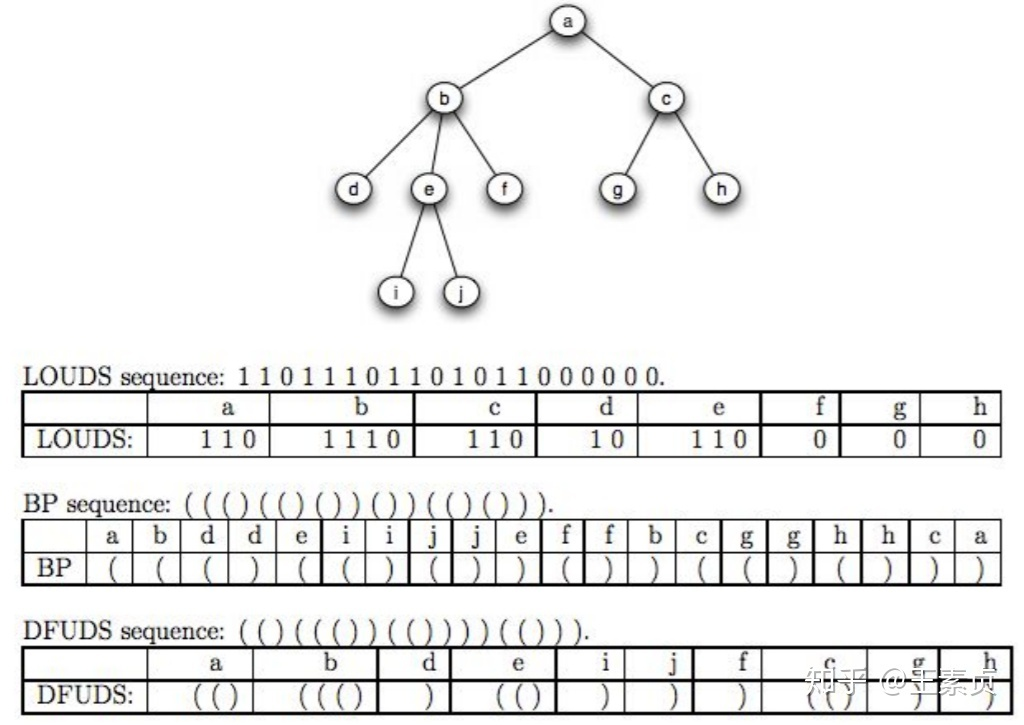 a
b c
d e f g h
i j
LOUDS sequence: 1 1 0 1 1 1 0 1 1 0 1 0 1 1 0 0 0 0 0 0.
a b c d e f g h
LOUDS: 1 1 0 1 1 1 0 1 1 0 1 0 1 1 0 0 0 0
BP sequence: ( ( ( ) ( ( ) ( ) ) ( ) ) ( ( ) ( ) ) ).
a b d d e i i j j e f f b c g g h h c a
BP ( ( ( ) ( ( ) ( ) ) ( ) ) ( ( ) ( ) ) )
DFUDS sequence: ( ( ) ( ( ( ) ) ( ( ) ) ) ) ( ( ) ) ).
a b d e i j f c g h
DFUDS: ( ( ) ( ( ( ) ) ( ( ) ) ) ) ( ( ) ) )
知乎 @王素贞